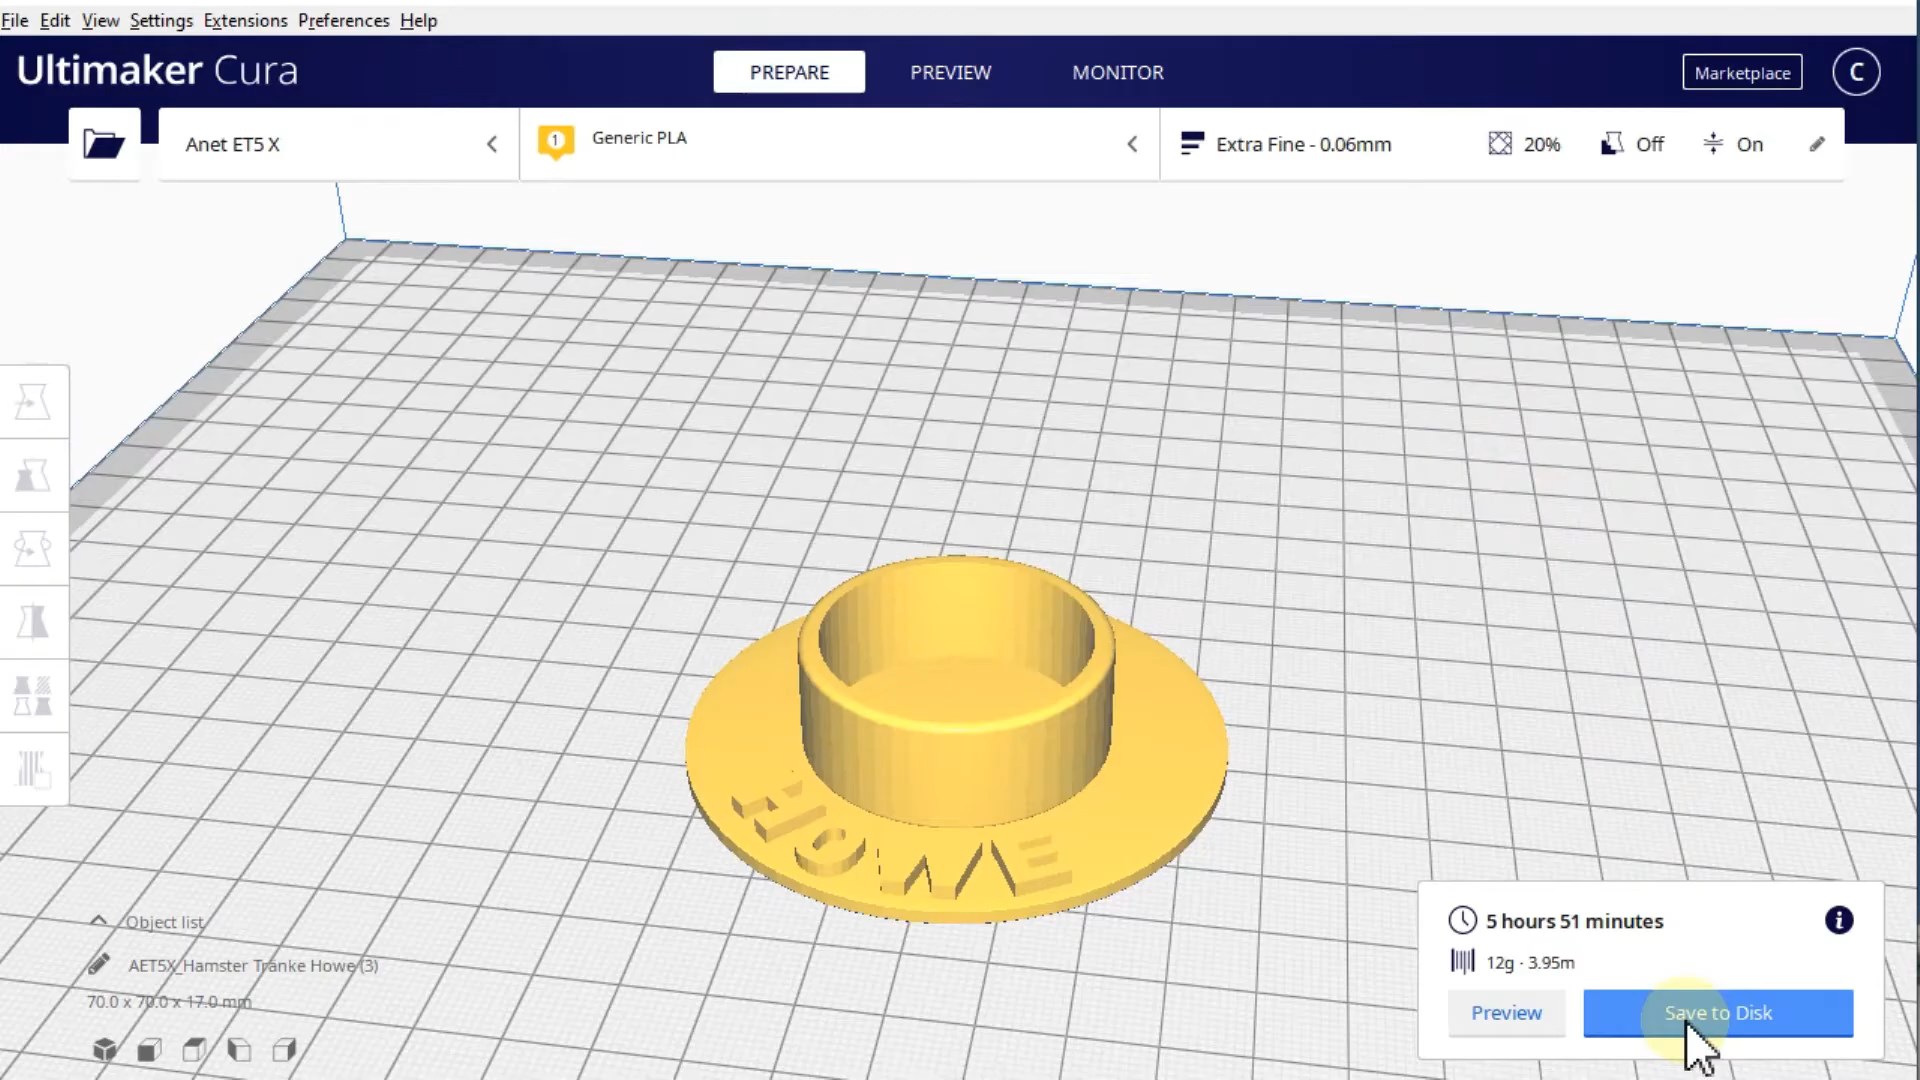 File Edit View Settings Extensions Preferences Help
Ultimaker Cura
PREPARE
PREVIEW
MONITOR
Marketplace
C
Anet ET5 X
1
Generic PLA
Extra Fine - 0.06mm
20%
Off
On
HOWE
Object list
AET5X_Hamster Tränke Howe (3)
70.0 x 70.0 x 17.0 mm
5 hours 51 minutes
i
12g · 3.95m
Preview
Save to Disk